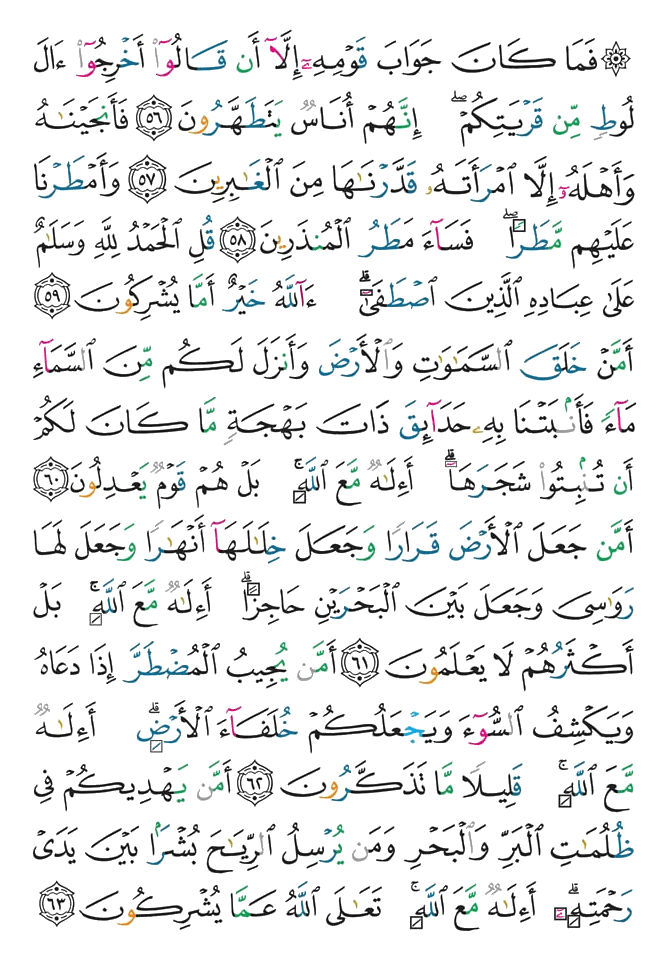 ۞ فَمَا كَانَ جَوَابَ قَوْمِهِۦٓ إِلَّآ أَن قَالُوٓا۟ أَخْرِجُوٓا۟ ءَالَ
لُوطٍ مِّن قَرْيَتِكُمْ ۖ إِنَّهُمْ أُنَاسٌ يَتَطَهَّرُونَ ﴿٥٦﴾ فَأَنجَيْنَـٰهُ
وَأَهْلَهُۥٓ إِلَّا ٱمْرَأَتَهُۥ قَدَّرْنَـٰهَا مِنَ ٱلْغَـٰبِرِينَ ﴿٥٧﴾ وَأَمْطَرْنَا
عَلَيْهِم مَّطَرًا ۖ فَسَآءَ مَطَرُ ٱلْمُنذَرِينَ ﴿٥٨﴾ قُلِ ٱلْحَمْدُ لِلَّهِ وَسَلَـٰمٌ
عَلَىٰ عِبَادِهِ ٱلَّذِينَ ٱصْطَفَىٰٓ ۗ ءَآللَّهُ خَيْرٌ أَمَّا يُشْرِكُونَ ﴿٥٩﴾
أَمَّنْ خَلَقَ ٱلسَّمَـٰوَٰتِ وَٱلْأَرْضَ وَأَنزَلَ لَكُم مِّنَ ٱلسَّمَآءِ
مَآءً فَأَنۢبَتْنَا بِهِۦ حَدَآئِقَ ذَاتَ بَهْجَةٍ مَّا كَانَ لَكُمْ
أَن تُنۢبِتُوا۟ شَجَرَهَآ ۗ أَءِلَـٰهٌ مَّعَ ٱللَّهِ ۚ بَلْ هُمْ قَوْمٌ يَعْدِلُونَ ﴿٦٠﴾
أَمَّن جَعَلَ ٱلْأَرْضَ قَرَارًا وَجَعَلَ خِلَـٰلَهَآ أَنْهَـٰرًا وَجَعَلَ لَهَا
رَوَٰسِىَ وَجَعَلَ بَيْنَ ٱلْبَحْرَيْنِ حَاجِزًا ۗ أَءِلَـٰهٌ مَّعَ ٱللَّهِ ۚ بَلْ
أَكْثَرُهُمْ لَا يَعْلَمُونَ ﴿٦١﴾ أَمَّن يُجِيبُ ٱلْمُضْطَرَّ إِذَا دَعَاهُ
وَيَكْشِفُ ٱلسُّوٓءَ وَيَجْعَلُكُمْ خُلَفَآءَ ٱلْأَرْضِ ۗ أَءِلَـٰهٌ
مَّعَ ٱللَّهِ ۚ قَلِيلًا مَّا تَذَكَّرُونَ ﴿٦٢﴾ أَمَّن يَهْدِيكُمْ فِى
ظُلُمَـٰتِ ٱلْبَرِّ وَٱلْبَحْرِ وَمَن يُرْسِلُ ٱلرِّيَـٰحَ بُشْرًۢا بَيْنَ يَدَىْ
رَحْمَتِهِۦٓ ۗ أَءِلَـٰهٌ مَّعَ ٱللَّهِ ۚ تَعَـٰلَى ٱللَّهُ عَمَّا يُشْرِكُونَ ﴿٦٣﴾